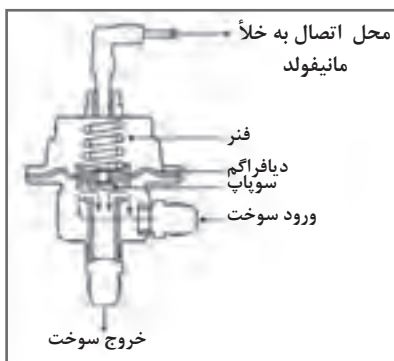 محل اتصال به خلأ
مانیفولد
فنر
دیافراگم
سوپاپ
ورود سوخت
خروج سوخت